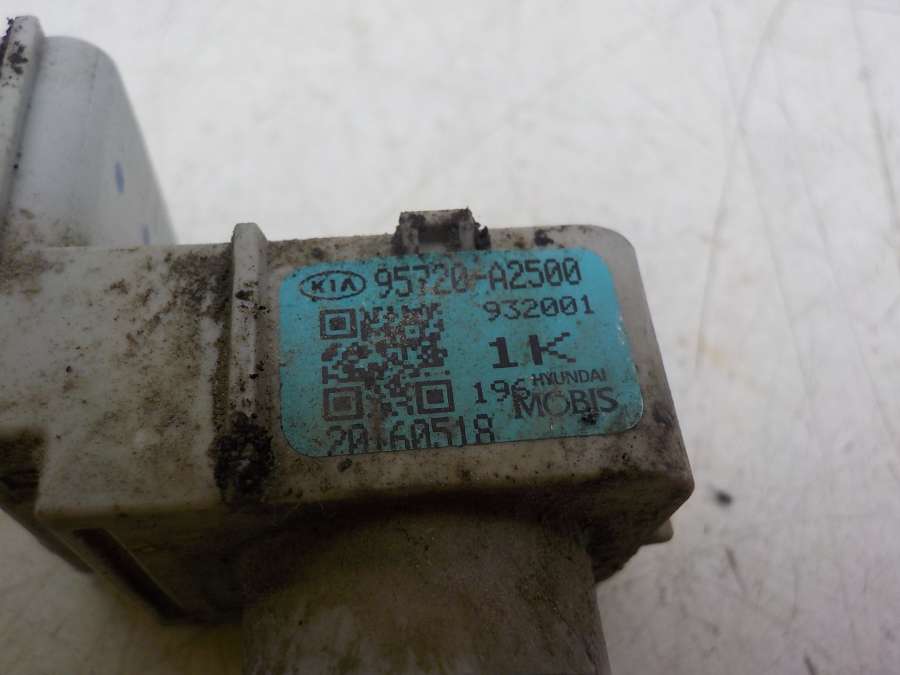 KIA 95720-A2500
932001
1K
196 HYUNDAI
MOBIS
20160518